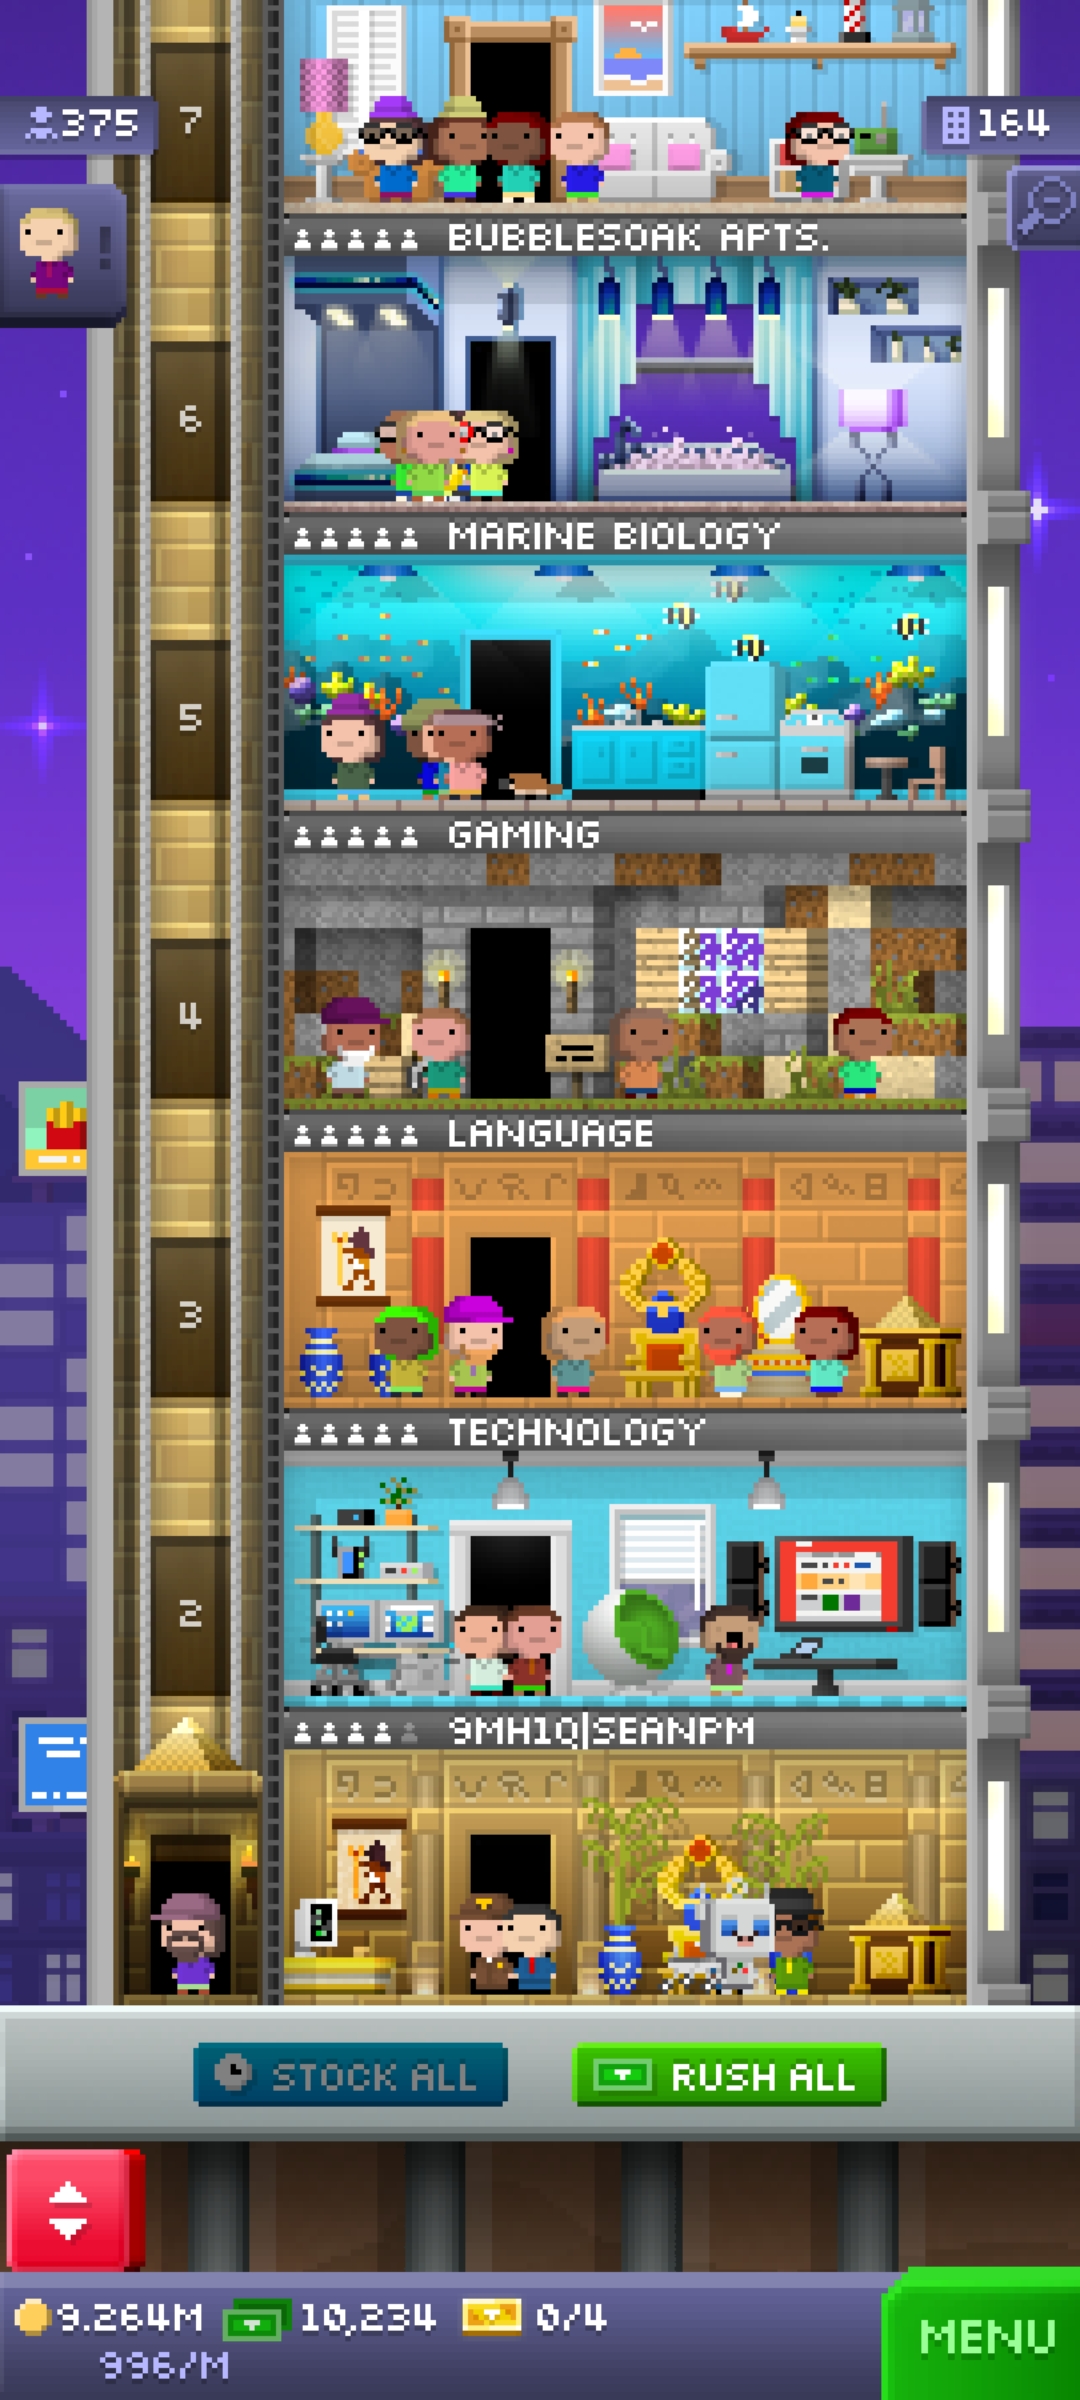 7
375
164
!
BUBBLESOAK APTS.
6
MARINE BIOLOGY
5
GAMING
4
LANGUAGE
3
TECHNOLOGY
2
9MH1Q|SEANPM
STOCK ALL
RUSH ALL
9.264M
10,234
0/4
996/M
MENU